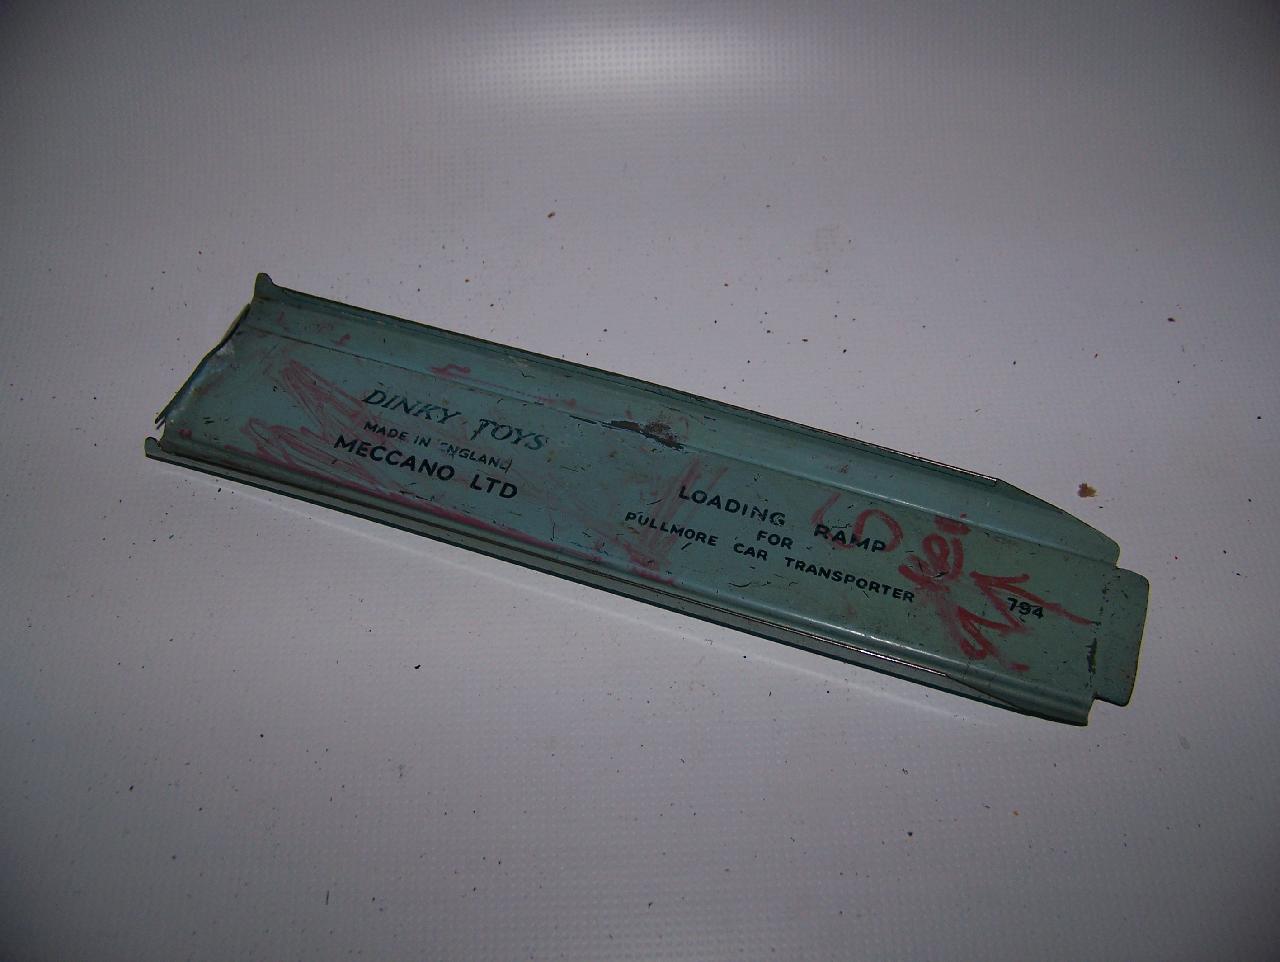 DINKY TOYS
MADE IN ENGLAND
MECCANO LTD
LOADING RAMP
FOR
PULLMORE CAR TRANSPORTER
794